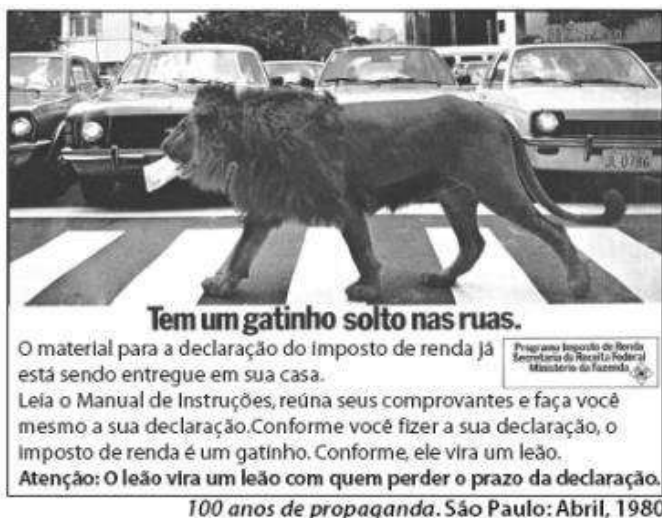 JL 0786
Tem um gatinho solto nas ruas.
O material para a declaração do imposto de renda já
está sendo entregue em sua casa.
Programa Imposto de Renda
Secretaria da Receita Federal
Ministério da Fazenda
Leia o Manual de Instruções, reúna seus comprovantes e faça você
mesmo a sua declaração.Conforme você fizer a sua declaração, o
imposto de renda é um gatinho. Conforme, ele vira um leão.
Atenção: O leão vira um leão com quem perder o prazo da declaração.
100 anos de propaganda. São Paulo: Abril, 1980